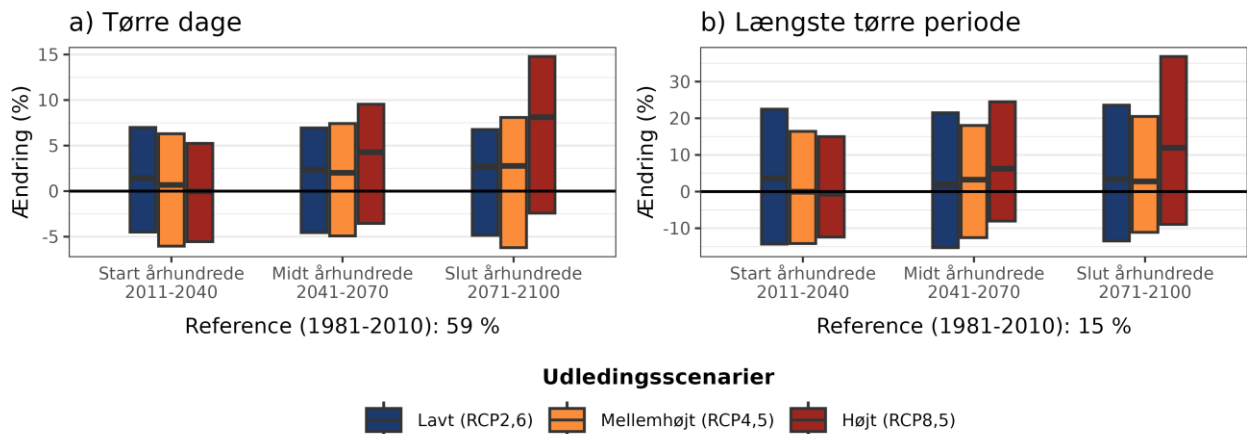 a) Tørre dage
Ændring (%)
15
10
5
0
-5
Start århundrede
2011-2040
Midt århundrede
2041-2070
Slut århundrede
2071-2100
Reference (1981-2010): 59 %
b) Længste tørre periode
Ændring (%)
30
20
10
0
-10
Start århundrede
2011-2040
Midt århundrede
2041-2070
Slut århundrede
2071-2100
Reference (1981-2010): 15 %
Udledingsscenarier
Lavt (RCP2,6)
Mellemhøjt (RCP4,5)
Højt (RCP8,5)